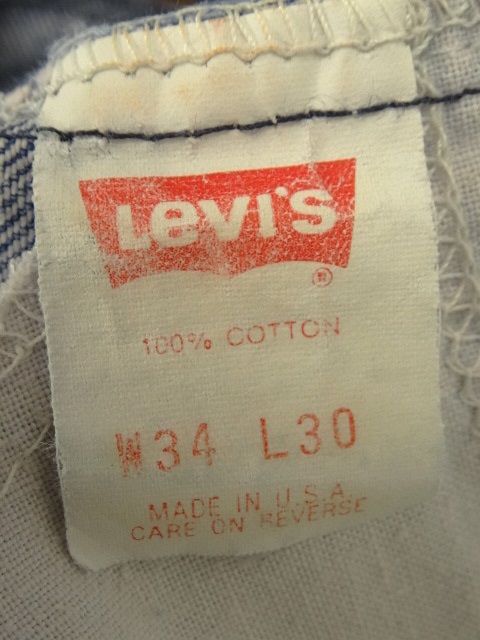 Levi's
®
100% COTTON
W34 L30
MADE IN U.S.A.
CARE ON REVERSE